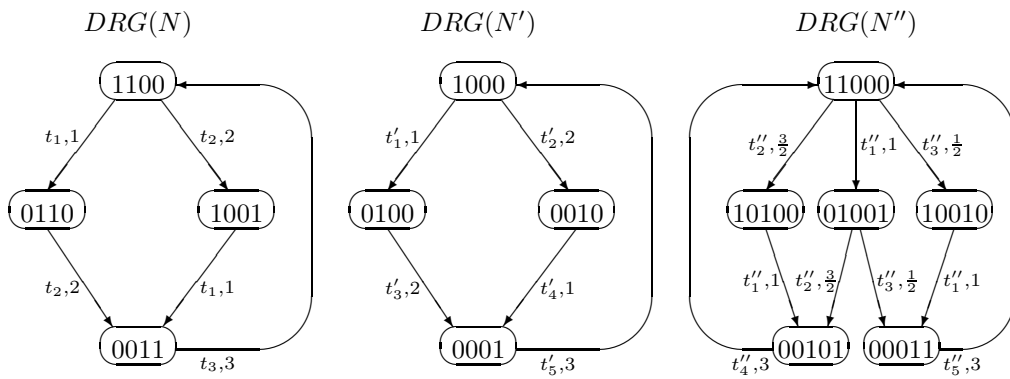 DRG(N) DRG(N′) DRG(N″)
1100 1000 11000
t₁,1 t₂,2 t′₁,1 t′₂,2 t″₂,3/2 t″₁,1 t″₃,1/2
0110 1001 0100 0010 10100 01001 10010
t₂,2 t₁,1 t′₃,2 t′₄,1 t″₁,1 t″₂,3/2 t″₃,1/2 t″₁,1
0011 0001 00101 00011
t₃,3 t′₅,3 t″₄,3 t″₅,3